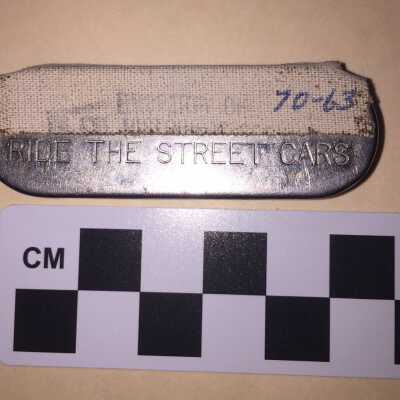 70-63
RIDE THE STREET CARS
CM